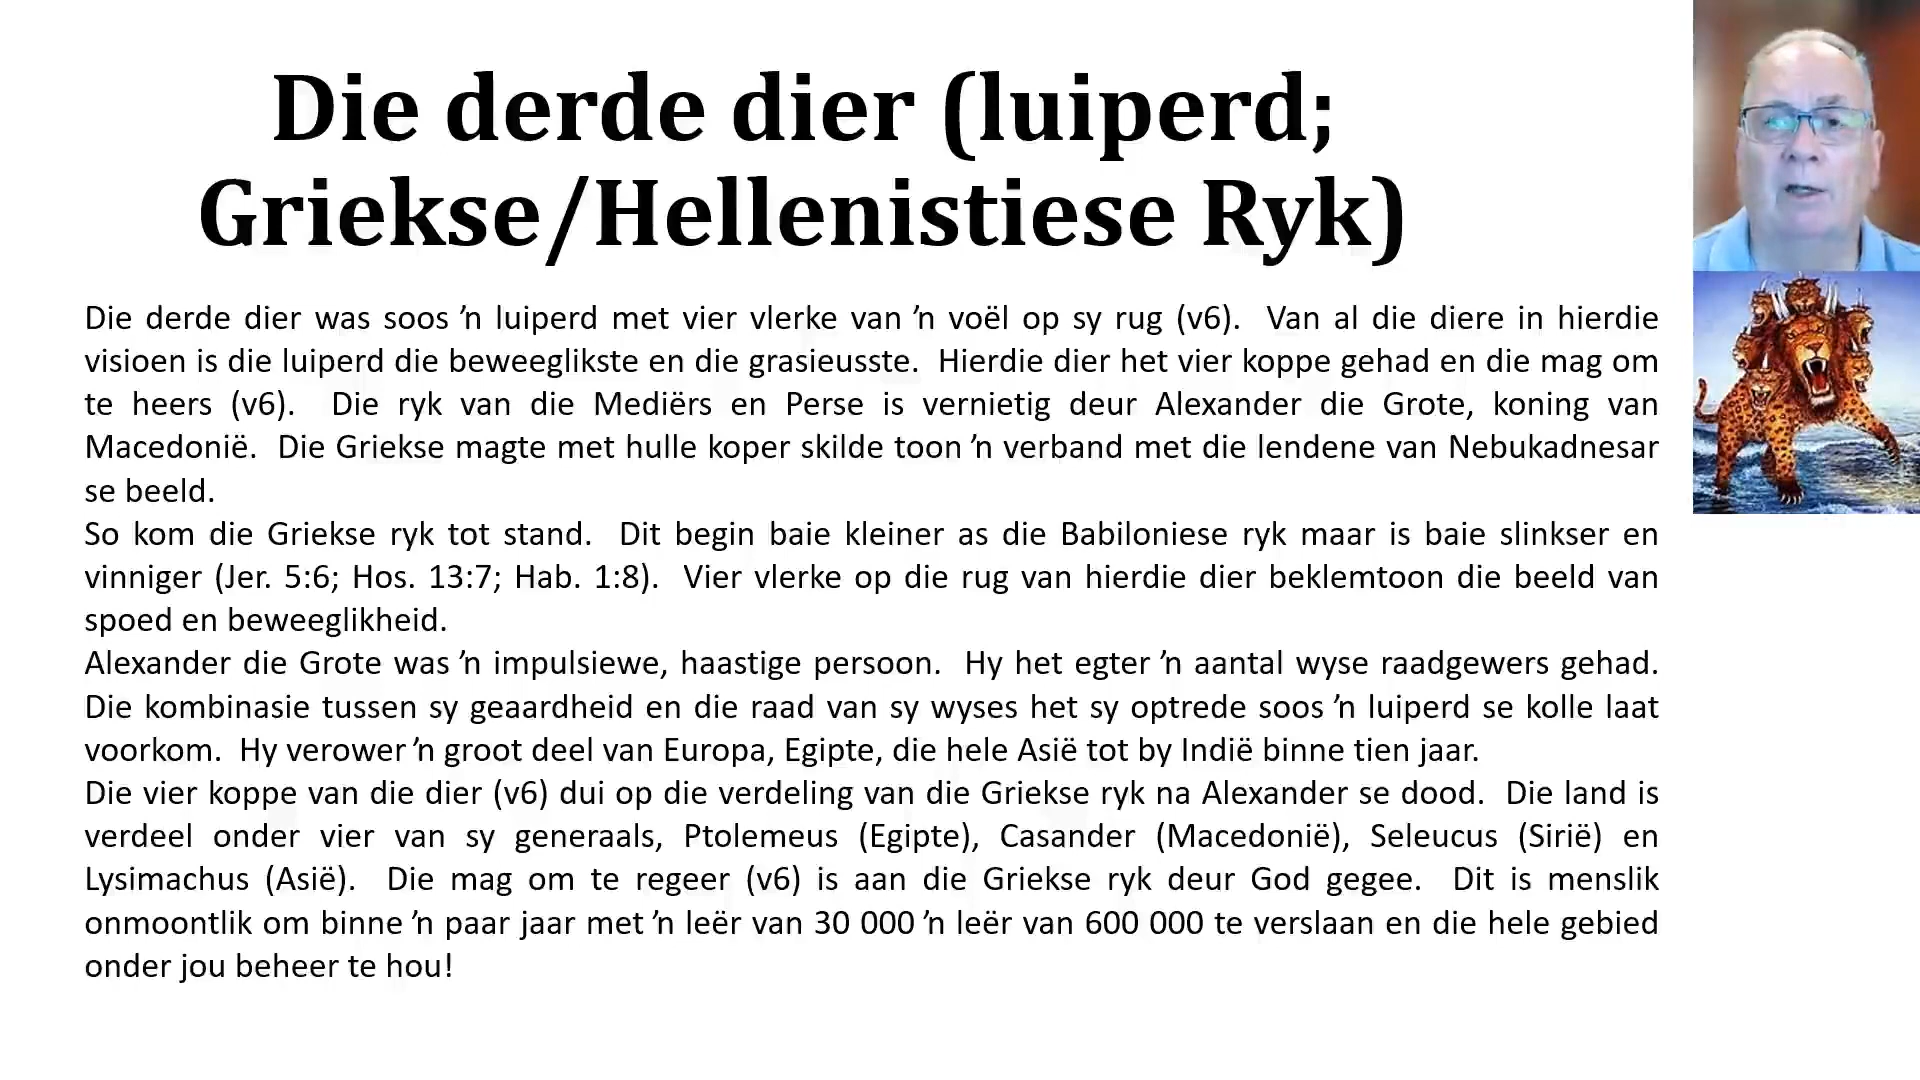 Die derde dier (luiperd;
Griekse/Hellenistiese Ryk)
Die derde dier was soos ’n luiperd met vier vlerke van ’n voël op sy rug (v6). Van al die diere in hierdie
visioen is die luiperd die beweeglikste en die grasieusste. Hierdie dier het vier koppe gehad en die mag om
te heers (v6). Die ryk van die Mediërs en Perse is vernietig deur Alexander die Grote, koning van
Macedonië. Die Griekse magte met hulle koper skilde toon ’n verband met die lendene van Nebukadnesar
se beeld.
So kom die Griekse ryk tot stand. Dit begin baie kleiner as die Babiloniese ryk maar is baie slinkser en
vinniger (Jer. 5:6; Hos. 13:7; Hab. 1:8). Vier vlerke op die rug van hierdie dier beklemtoon die beeld van
spoed en beweeglikheid.
Alexander die Grote was ’n impulsiewe, haastige persoon. Hy het egter ’n aantal wyse raadgewers gehad.
Die kombinasie tussen sy geaardheid en die raad van sy wyses het sy optrede soos ’n luiperd se kolle laat
voorkom. Hy verower ’n groot deel van Europa, Egipte, die hele Asië tot by Indië binne tien jaar.
Die vier koppe van die dier (v6) dui op die verdeling van die Griekse ryk na Alexander se dood. Die land is
verdeel onder vier van sy generaals, Ptolemeus (Egipte), Casander (Macedonië), Seleucus (Sirië) en
Lysimachus (Asië). Die mag om te regeer (v6) is aan die Griekse ryk deur God gegee. Dit is menslik
onmoontlik om binne ’n paar jaar met ’n leër van 30 000 ’n leër van 600 000 te verslaan en die hele gebied
onder jou beheer te hou!